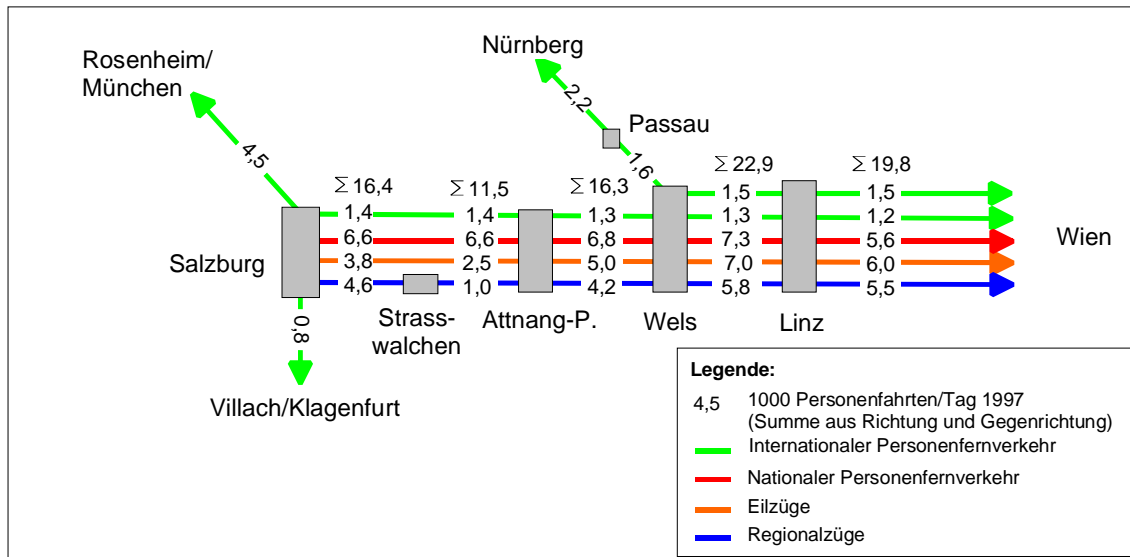 Nürnberg
Rosenheim/
München
2,2
Passau
4,5
1,6
∑ 16,4
∑ 11,5
∑ 16,3
∑ 22,9
∑ 19,8
1,5
1,5
1,4
1,4
1,3
1,3
1,2
6,6
6,6
6,8
7,3
5,6
Wien
Salzburg
3,8
2,5
5,0
7,0
6,0
4,6
1,0
4,2
5,8
5,5
0,8
Strass-
walchen
Attnang-P.
Wels
Linz
Villach/Klagenfurt
Legende:
4,5 1000 Personenfahrten/Tag 1997
(Summe aus Richtung und Gegenrichtung)
Internationaler Personenfernverkehr
Nationaler Personenfernverkehr
Eilzüge
Regionalzüge